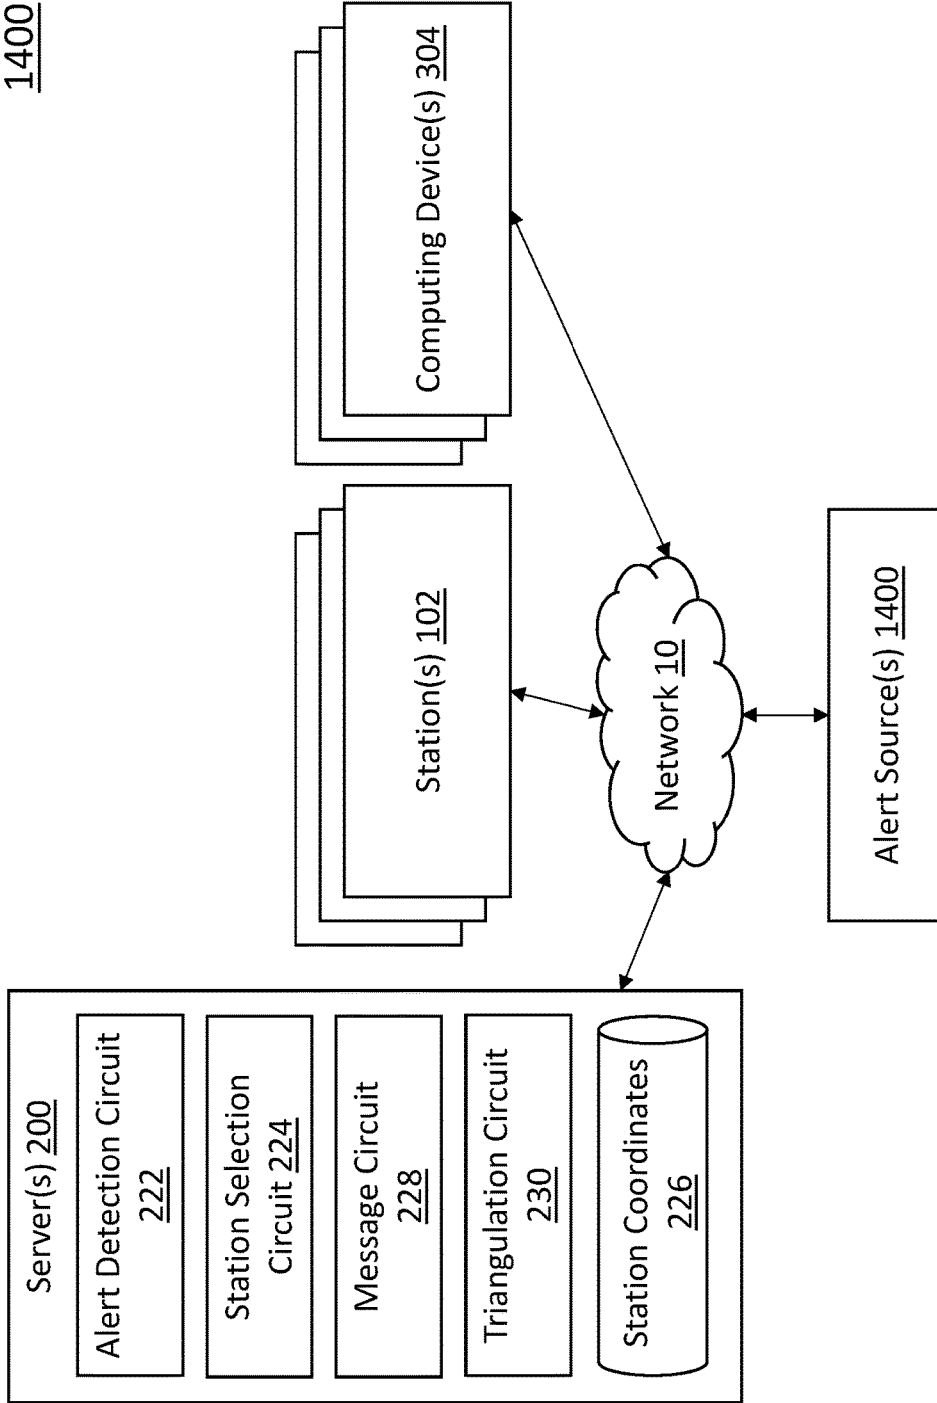 1400
Server(s) 200
Alert Detection Circuit
222
Station Selection
Circuit 224
Message Circuit
228
Triangulation Circuit
230
Station Coordinates
226
Station(s) 102
Computing Device(s) 304
Network 10
Alert Source(s) 1400